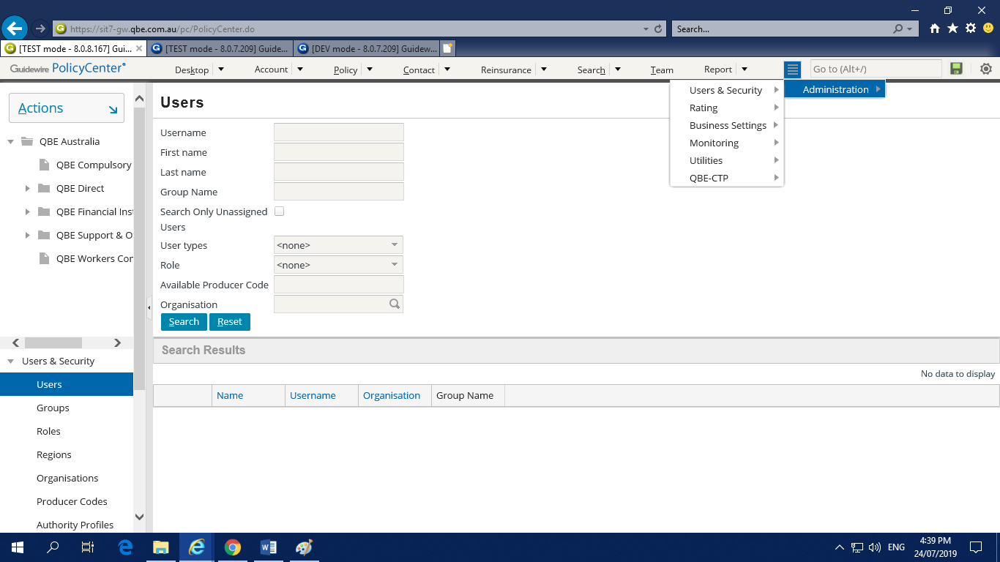 https://sit7-gw.qbe.com.au/pc/PolicyCenter.do
Search...
[TEST mode - 8.0.8.167] Gui...
[TEST mode - 8.0.7.209] Guide...
[DEV mode - 8.0.7.209] Guidew...
Guidewire PolicyCenter
Desktop
Account
Policy
Contact
Reinsurance
Search
Team
Report
Go to (Alt+/)
Administration
Users & Security
Rating
Business Settings
Monitoring
Utilities
QBE-CTP
Actions
QBE Australia
QBE Compulsory
QBE Direct
QBE Financial Inst
QBE Support & O
QBE Workers Con
Users & Security
Users
Groups
Roles
Regions
Organisations
Producer Codes
Authority Profiles
Users
Username
First name
Last name
Group Name
Search Only Unassigned
Users
User types <none>
Role <none>
Available Producer Code
Organisation
Search Reset
Search Results
No data to display
Name Username Organisation Group Name
ENG
4:39 PM
24/07/2019